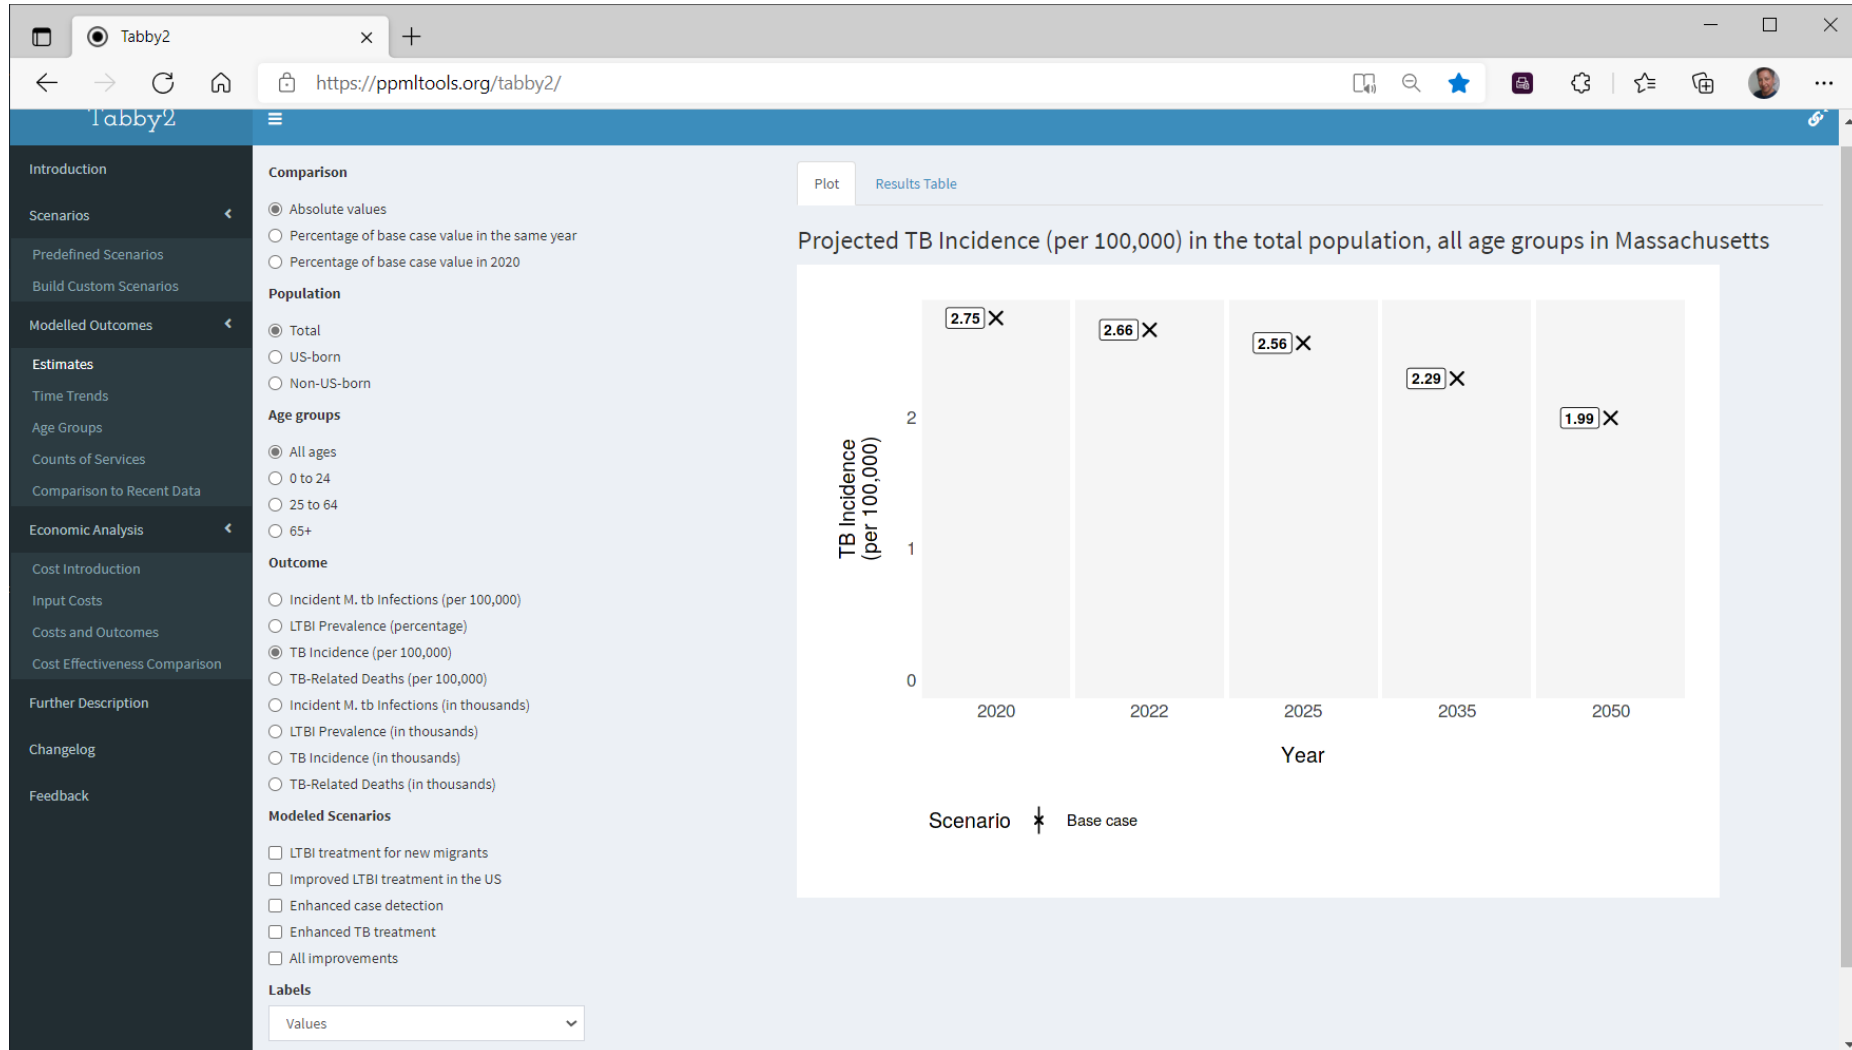 Tabby2
https://ppmltools.org/tabby2/
Tabby2
Introduction
Scenarios
Predefined Scenarios
Build Custom Scenarios
Modelled Outcomes
Estimates
Time Trends
Age Groups
Counts of Services
Comparison to Recent Data
Economic Analysis
Cost Introduction
Input Costs
Costs and Outcomes
Cost Effectiveness Comparison
Further Description
Changelog
Feedback
Comparison
Absolute values
Percentage of base case value in the same year
Percentage of base case value in 2020
Population
Total
US-born
Non-US-born
Age groups
All ages
0 to 24
25 to 64
65+
Outcome
Incident M. tb Infections (per 100,000)
LTBI Prevalence (percentage)
TB Incidence (per 100,000)
TB-Related Deaths (per 100,000)
Incident M. tb Infections (in thousands)
LTBI Prevalence (in thousands)
TB Incidence (in thousands)
TB-Related Deaths (in thousands)
Modeled Scenarios
LTBI treatment for new migrants
Improved LTBI treatment in the US
Enhanced case detection
Enhanced TB treatment
All improvements
Labels
Values
Plot Results Table
Projected TB Incidence (per 100,000) in the total population, all age groups in Massachusetts
2.75
2.66
2.56
2.29
1.99
2
1
0
TB Incidence
(per 100,000)
2020 2022 2025 2035 2050
Year
Scenario Base case